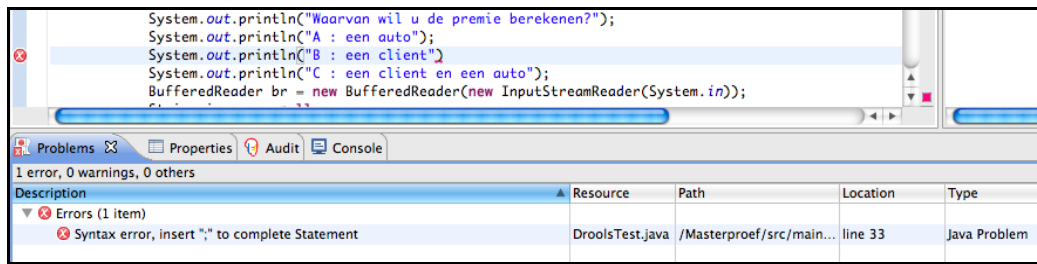 System.out.println("Waarvan wil u de premie berekenen?");
System.out.println("A : een auto");
System.out.println("B : een client")
System.out.println("C : een client en een auto");
BufferedReader br = new BufferedReader(new InputStreamReader(System.in));
Problems Properties Audit Console
1 error, 0 warnings, 0 others
Description Resource Path Location Type
Errors (1 item)
Syntax error, insert ";" to complete Statement DroolsTest.java /Masterproef/src/main... line 33 Java Problem